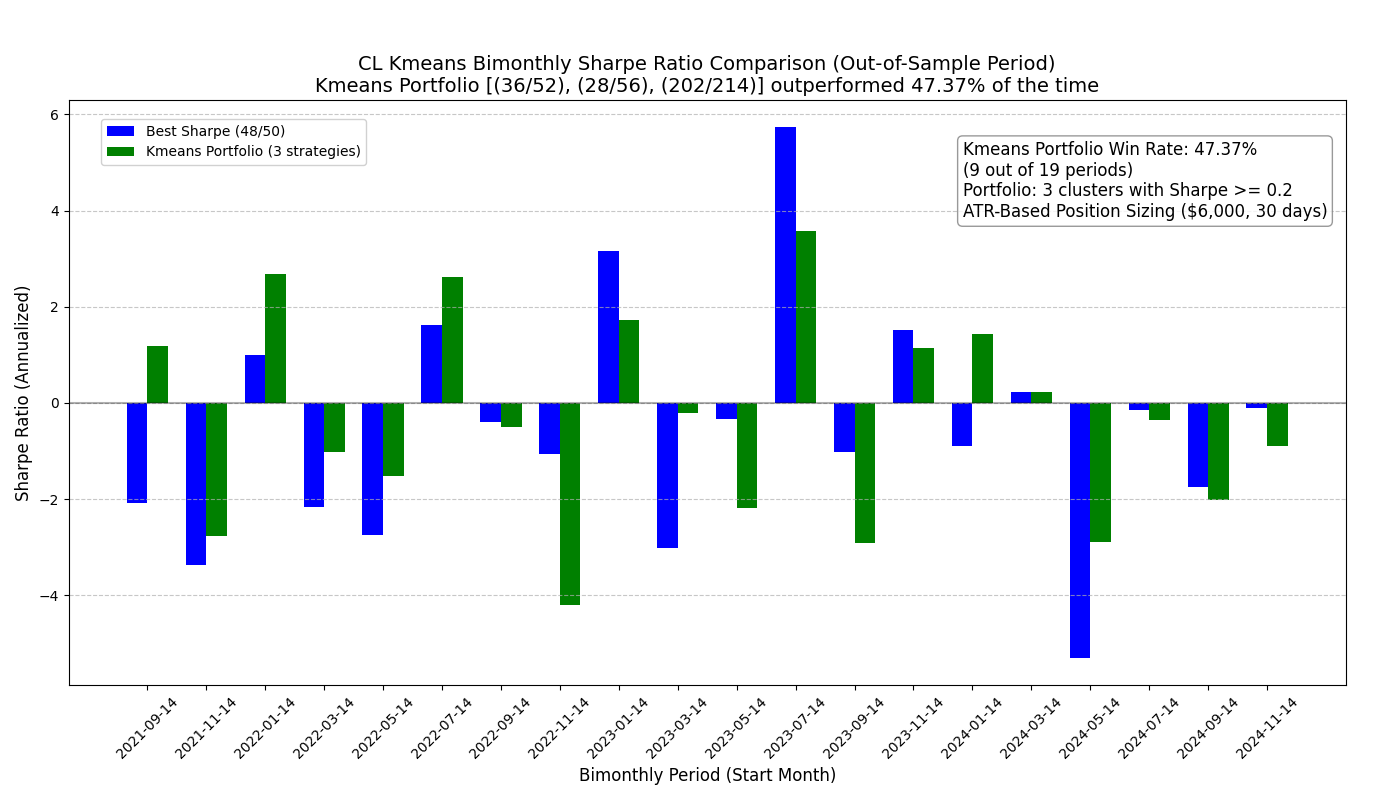 CL Kmeans Bimonthly Sharpe Ratio Comparison (Out-of-Sample Period)
Kmeans Portfolio [(36/52), (28/56), (202/214)] outperformed 47.37% of the time
Best Sharpe (48/50)
Kmeans Portfolio (3 strategies)
Kmeans Portfolio Win Rate: 47.37%
(9 out of 19 periods)
Portfolio: 3 clusters with Sharpe >= 0.2
ATR-Based Position Sizing ($6,000, 30 days)
Sharpe Ratio (Annualized)
6
4
2
0
−2
−4
2021-09-14
2021-11-14
2022-01-14
2022-03-14
2022-05-14
2022-07-14
2022-09-14
2022-11-14
2023-01-14
2023-03-14
2023-05-14
2023-07-14
2023-09-14
2023-11-14
2024-01-14
2024-03-14
2024-05-14
2024-07-14
2024-09-14
2024-11-14
Bimonthly Period (Start Month)